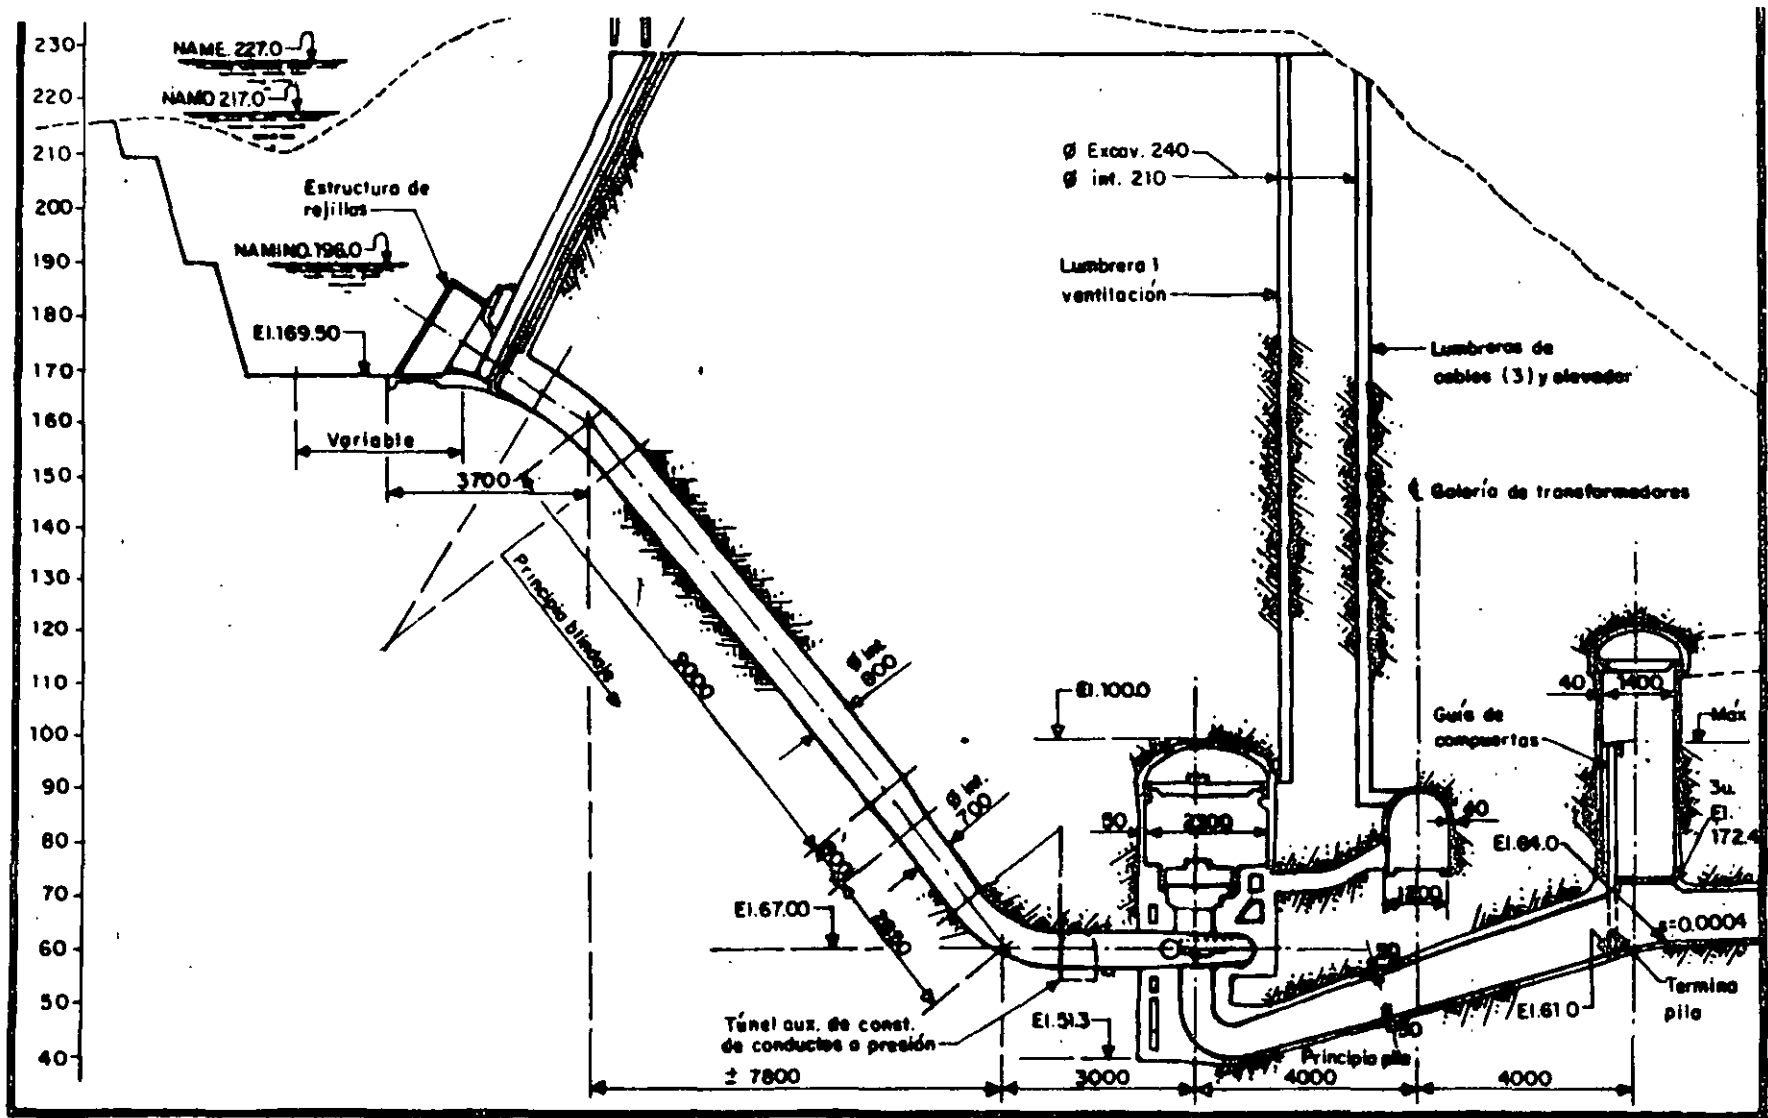 230
220
210
200
190
180
170
160
150
140
130
120
110
100
90
80
70
60
50
40
NAME. 227.0
NAMO 217.0
Estructura de
rejillas
NAMINO. 196.0
El.169.50
Variable
3700
Principio blindaje
9000
Ø int.
800
Ø int.
700
El.67.00
Túnel aux. de const.
de conductos a presión
± 7800
3000
4000
4000
Ø Excav. 240
Ø int. 210
Lumbrera 1
ventilación
Lumbreras de
cables (3) y elevador
Galería de transformadores
El.100.0
50
2300
40
1200
El.51.3
Principio pila
50
40
1400
Guía de
compuertas
Máx
3u.
El.
172.4
El.64.0
s=0.0004
El.61 0
Termina
pila